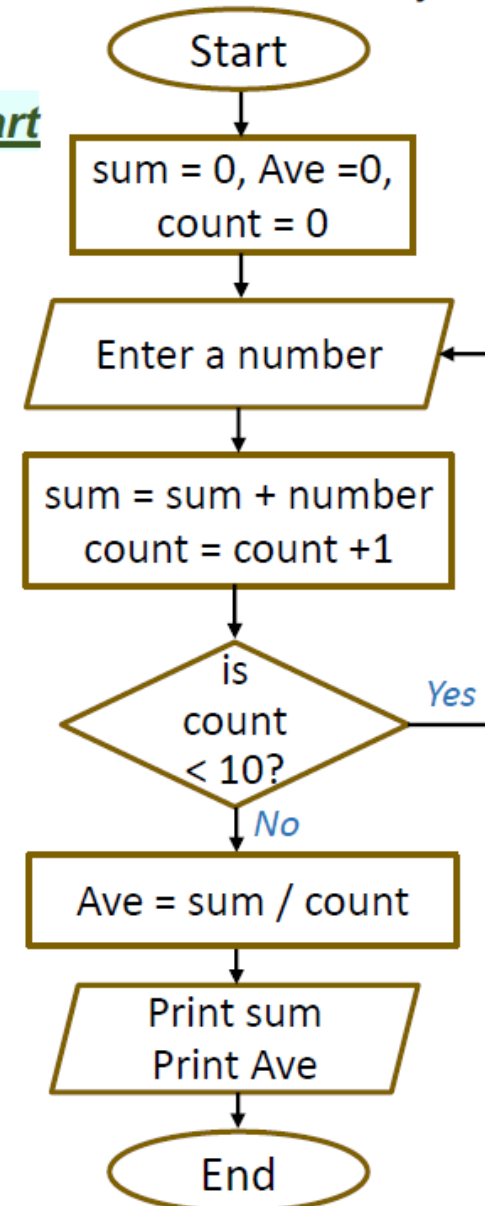 Start
sum = 0, Ave =0,
count = 0
Enter a number
sum = sum + number
count = count +1
is
count
< 10?
Yes
No
Ave = sum / count
Print sum
Print Ave
End